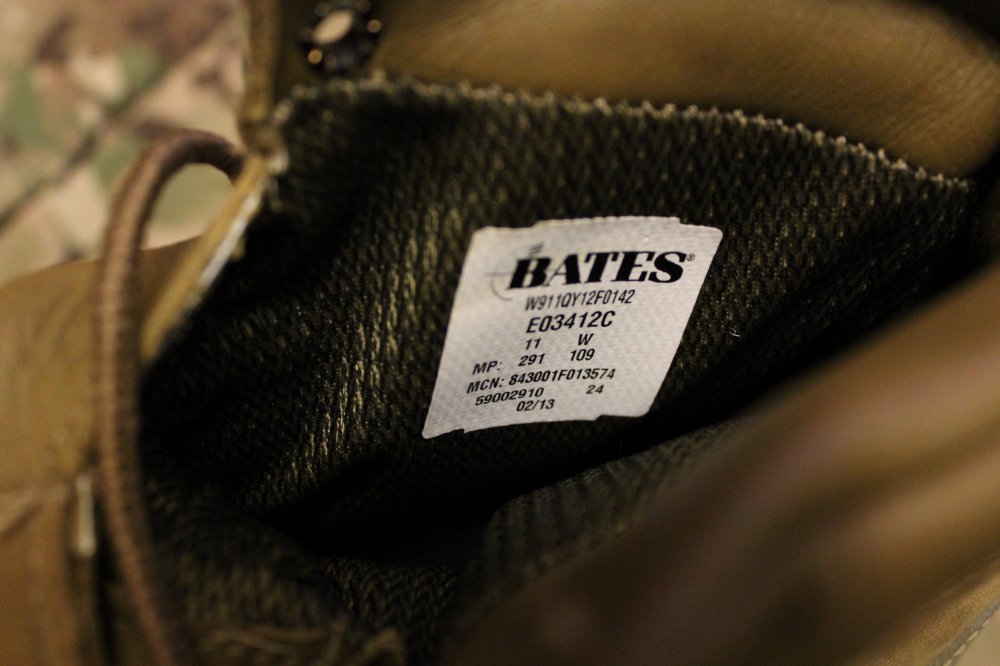 BATES®
W911QY12F0142
E03412C
11 W
MP: 291 109
MCN: 843001F013574
59002910 24
02/13